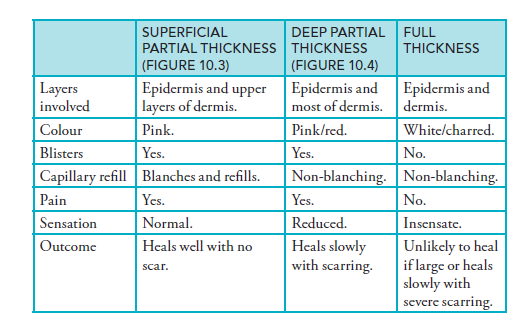 SUPERFICIAL
PARTIAL THICKNESS
(FIGURE 10.3)
DEEP PARTIAL
THICKNESS
(FIGURE 10.4)
FULL
THICKNESS
Layers
involved
Epidermis and upper
layers of dermis.
Epidermis and
most of dermis.
Epidermis and
dermis.
Colour
Pink.
Pink/red.
White/charred.
Blisters
Yes.
Yes.
No.
Capillary refill
Blanches and refills.
Non-blanching.
Non-blanching.
Pain
Yes.
Yes.
No.
Sensation
Normal.
Reduced.
Insensate.
Outcome
Heals well with no
scar.
Heals slowly
with scarring.
Unlikely to heal
if large or heals
slowly with
severe scarring.